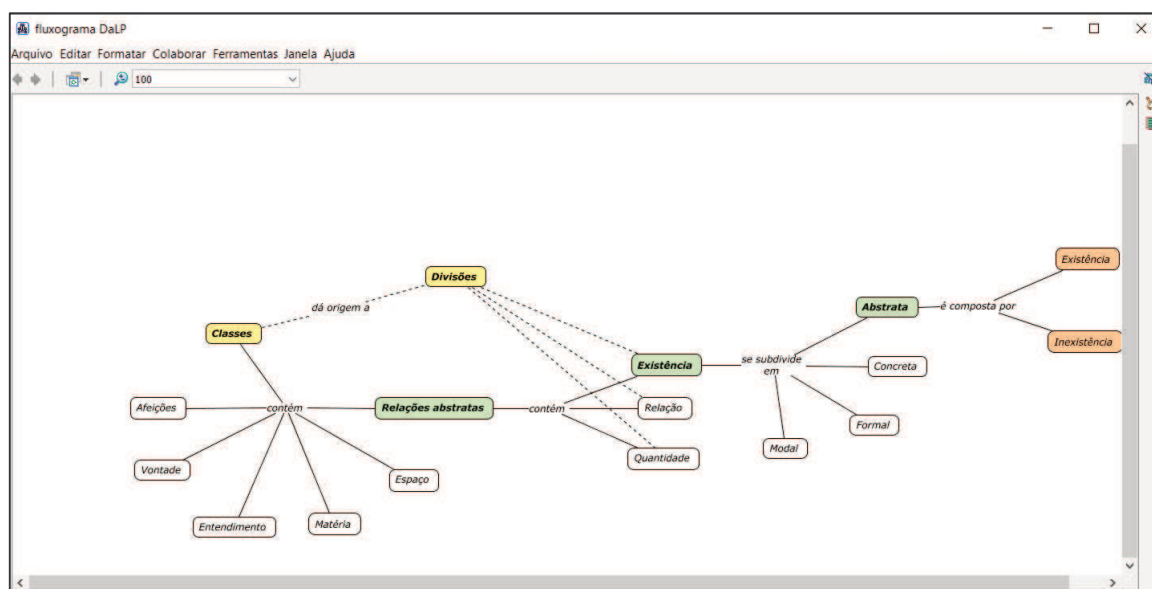 fluxograma DaLP
Arquivo Editar Formatar Colaborar Ferramentas Janela Ajuda
100
Existência
Divisões
dá origem a
Abstrata
é composta por
Classes
Inexistência
Existência
se subdivide
em
Concreta
Afeições
contém
Relações abstratas
contém
Relação
Formal
Modal
Quantidade
Vontade
Espaço
Entendimento
Matéria